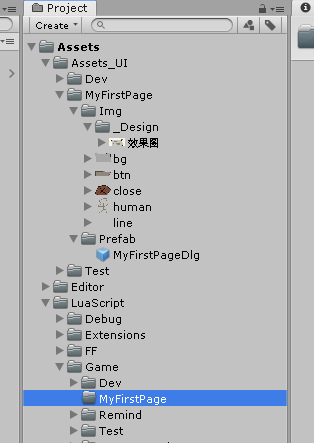 Project
Create
Assets
Assets_UI
Dev
MyFirstPage
Img
_Design
效果图
bg
btn
close
human
line
Prefab
MyFirstPageDlg
Test
Editor
LuaScript
Debug
Extensions
FF
Game
Dev
MyFirstPage
Remind
Test